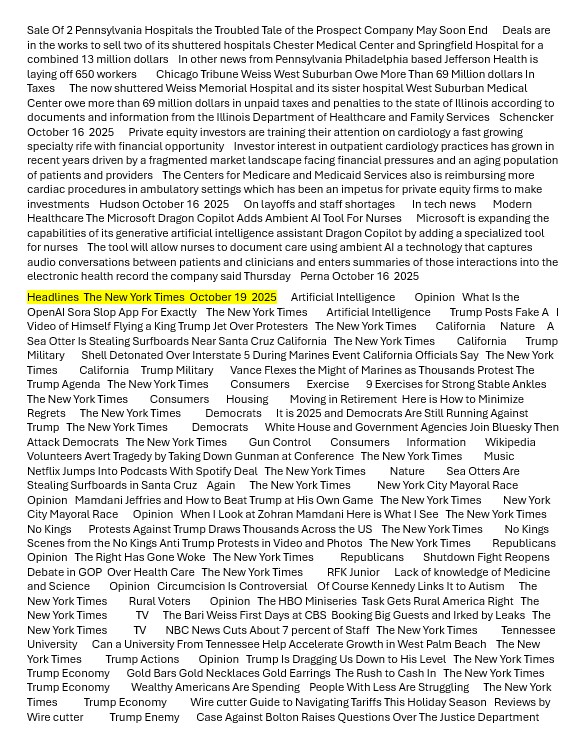 Sale Of 2 Pennsylvania Hospitals the Troubled Tale of the Prospect Company May Soon End Deals are
in the works to sell two of its shuttered hospitals Chester Medical Center and Springfield Hospital for a
combined 13 million dollars In other news from Pennsylvania Philadelphia based Jefferson Health is
laying off 650 workers Chicago Tribune Weiss West Suburban Owe More Than 69 Million dollars In
Taxes The now shuttered Weiss Memorial Hospital and its sister hospital West Suburban Medical
Center owe more than 69 million dollars in unpaid taxes and penalties to the state of Illinois according to
documents and information from the Illinois Department of Healthcare and Family Services Schencker
October 16 2025 Private equity investors are training their attention on cardiology a fast growing
specialty rife with financial opportunity Investor interest in outpatient cardiology practices has grown in
recent years driven by a fragmented market landscape facing financial pressures and an aging population
of patients and providers The Centers for Medicare and Medicaid Services also is reimbursing more
cardiac procedures in ambulatory settings which has been an impetus for private equity firms to make
investments Hudson October 16 2025 On layoffs and staff shortages In tech news Modern
Healthcare The Microsoft Dragon Copilot Adds Ambient AI Tool For Nurses Microsoft is expanding the
capabilities of its generative artificial intelligence assistant Dragon Copilot by adding a specialized tool
for nurses The tool will allow nurses to document care using ambient AI a technology that captures
audio conversations between patients and clinicians and enters summaries of those interactions into the
electronic health record the company said Thursday Perna October 16 2025
Headlines The New York Times October 19 2025 Artificial Intelligence Opinion What Is the
OpenAI Sora Slop App For Exactly The New York Times Artificial Intelligence Trump Posts Fake A I
Video of Himself Flying a King Trump Jet Over Protesters The New York Times California Nature A
Sea Otter Is Stealing Surfboards Near Santa Cruz California The New York Times California Trump
Military Shell Detonated Over Interstate 5 During Marines Event California Officials Say The New York
Times California Trump Military Vance Flexes the Might of Marines as Thousands Protest The
Trump Agenda The New York Times Consumers Exercise 9 Exercises for Strong Stable Ankles
The New York Times Consumers Housing Moving in Retirement Here is How to Minimize
Regrets The New York Times Democrats It is 2025 and Democrats Are Still Running Against
Trump The New York Times Democrats White House and Government Agencies Join Bluesky Then
Attack Democrats The New York Times Gun Control Consumers Information Wikipedia
Volunteers Avert Tragedy by Taking Down Gunman at Conference The New York Times Music
Netflix Jumps Into Podcasts With Spotify Deal The New York Times Nature Sea Otters Are
Stealing Surfboards in Santa Cruz Again The New York Times New York City Mayoral Race
Opinion Mamdani Jeffries and How to Beat Trump at His Own Game The New York Times New York
City Mayoral Race Opinion When I Look at Zohran Mamdani Here is What I See The New York Times
No Kings Protests Against Trump Draws Thousands Across the US The New York Times No Kings
Scenes from the No Kings Anti Trump Protests in Video and Photos The New York Times Republicans
Opinion The Right Has Gone Woke The New York Times Republicans Shutdown Fight Reopens
Debate in GOP Over Health Care The New York Times RFK Junior Lack of knowledge of Medicine
and Science Opinion Circumcision Is Controversial Of Course Kennedy Links It to Autism The
New York Times Rural Voters Opinion The HBO Miniseries Task Gets Rural America Right The
New York Times TV The Bari Weiss First Days at CBS Booking Big Guests and Irked by Leaks The
New York Times TV NBC News Cuts About 7 percent of Staff The New York Times Tennessee
University Can a University From Tennessee Help Accelerate Growth in West Palm Beach The New
York Times Trump Actions Opinion Trump Is Dragging Us Down to His Level The New York Times
Trump Economy Gold Bars Gold Necklaces Gold Earrings The Rush to Cash In The New York Times
Trump Economy Wealthy Americans Are Spending People With Less Are Struggling The New York
Times Trump Economy Wire cutter Guide to Navigating Tariffs This Holiday Season Reviews by
Wire cutter Trump Enemy Case Against Bolton Raises Questions Over The Justice Department